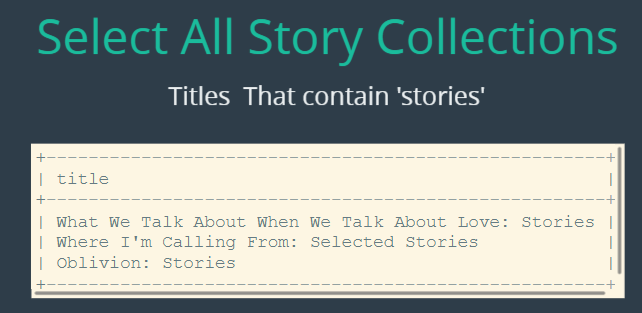 Select All Story Collections
Titles  That contain 'stories'
+-----------------------------------------------------+
| title                                               |
+-----------------------------------------------------+
| What We Talk About When We Talk About Love: Stories |
| Where I'm Calling From: Selected Stories            |
| Oblivion: Stories                                   |
+-----------------------------------------------------+